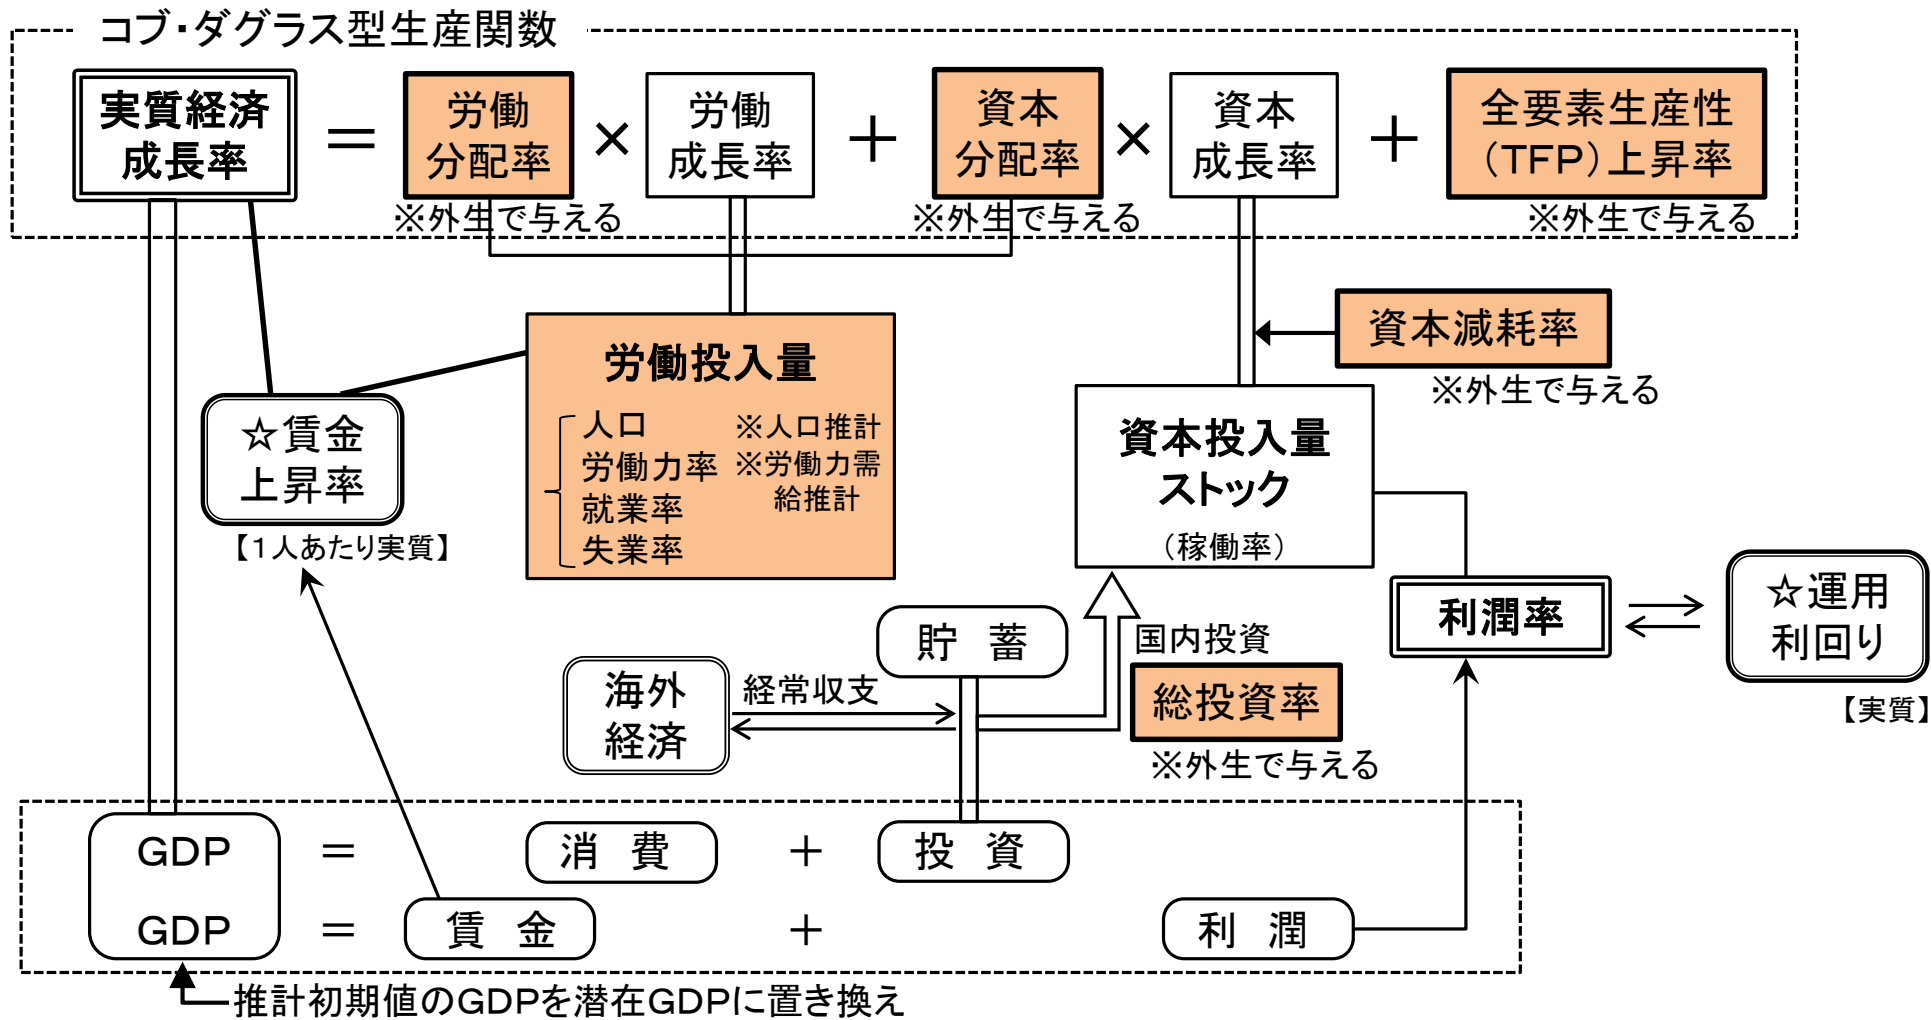 コブ・ダグラス型生産関数
実質経済
成長率
＝
労働
分配率
×
労働
成長率
＋
資本
分配率
×
資本
成長率
＋
全要素生産性
（TFP）上昇率
※外生で与える
※外生で与える
※外生で与える
資本減耗率
※外生で与える
労働投入量
人口
労働力率
就業率
失業率
※人口推計
※労働力需
給推計
☆賃金
上昇率
【１人あたり実質】
資本投入量
ストック
（稼働率）
利潤率
☆運用
利回り
【実質】
貯 蓄
国内投資
総投資率
※外生で与える
海外
経済
経常収支
GDP ＝ 消 費 ＋ 投 資
GDP ＝ 賃 金 ＋ 利 潤
推計初期値のGDPを潜在GDPに置き換え